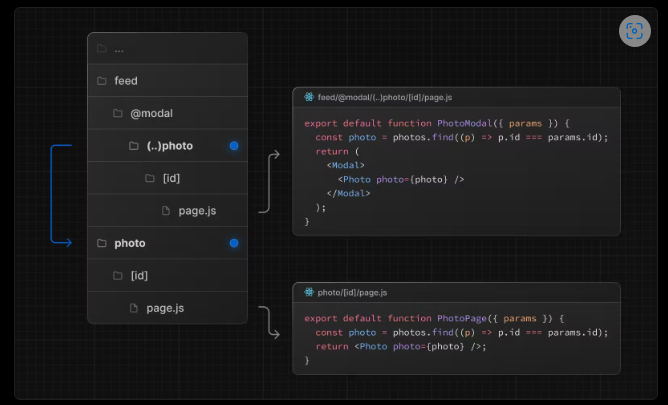 ...
feed
@modal
(..)photo
[id]
page.js
photo
[id]
page.js
feed/@modal/(..)photo/[id]/page.js
export default function PhotoModal({ params }) {
  const photo = photos.find((p) => p.id === params.id);
  return (
    <Modal>
      <Photo photo={photo} />
    </Modal>
  );
}
photo/[id]/page.js
export default function PhotoPage({ params }) {
  const photo = photos.find((p) => p.id === params.id);
  return <Photo photo={photo} />;
}